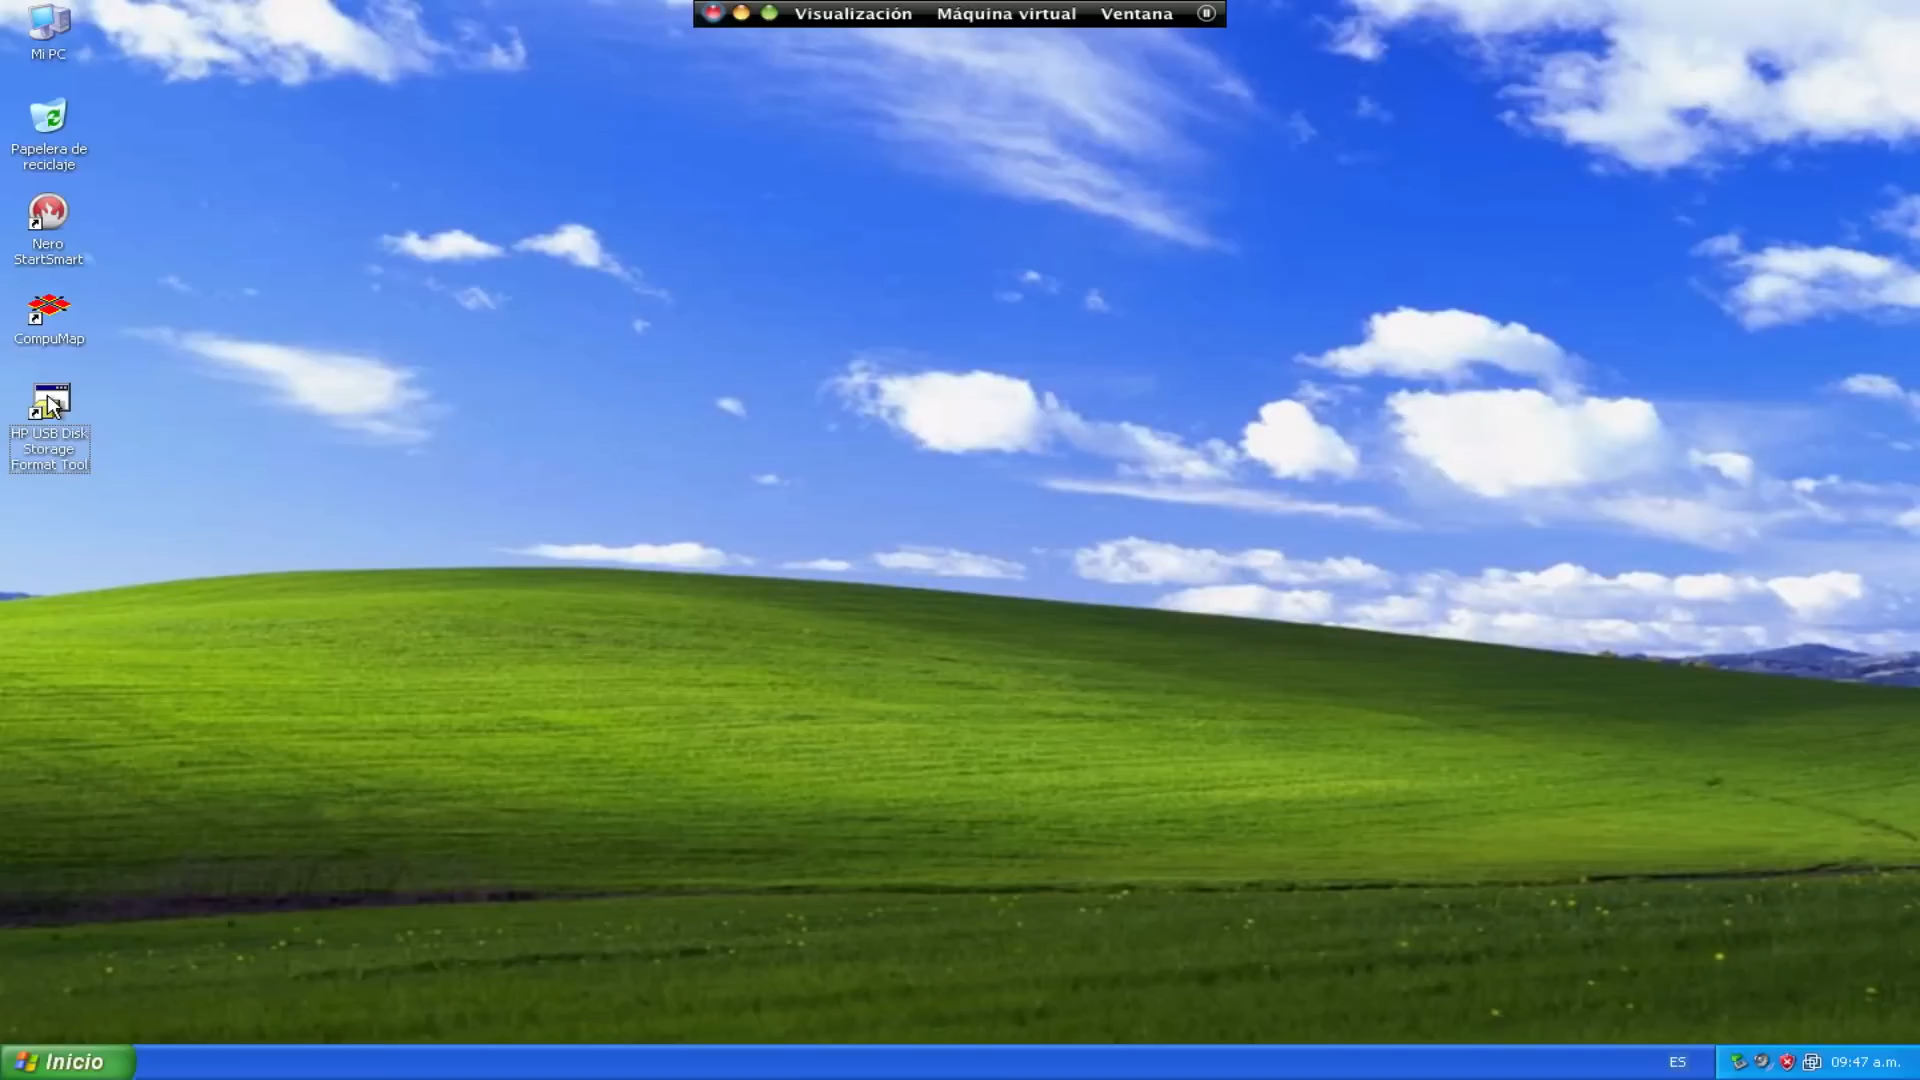 Visualización Máquina virtual Ventana
Mi PC
Papelera de
reciclaje
Nero
StartSmart
CompuMap
HP USB Disk
Storage
Format Tool
Inicio
ES
09:47 a.m.